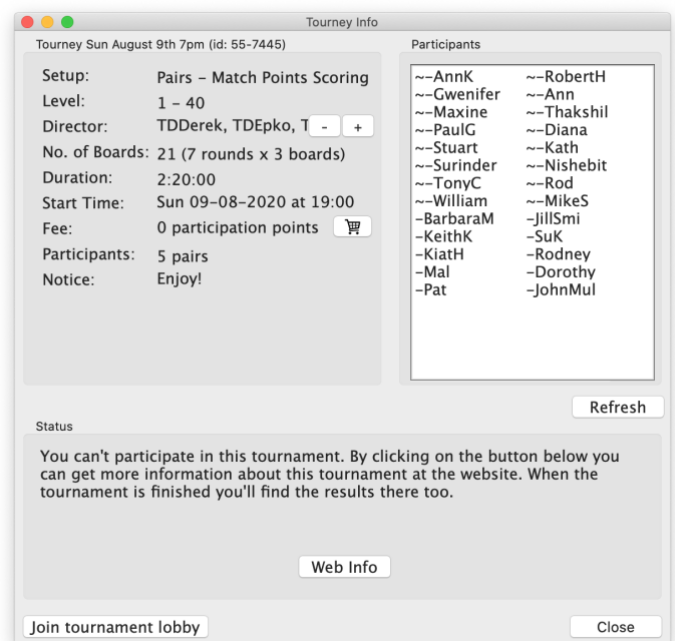 Tourney Info
Tourney Sun August 9th 7pm (id: 55-7445)
Setup: Pairs – Match Points Scoring
Level: 1 – 40
Director: TDDerek, TDEpko, T - +
No. of Boards: 21 (7 rounds x 3 boards)
Duration: 2:20:00
Start Time: Sun 09-08-2020 at 19:00
Fee: 0 participation points
Participants: 5 pairs
Notice: Enjoy!
Participants
~-AnnK ~-RobertH
~-Gwenifer ~-Ann
~-Maxine ~-Thakshil
~-PaulG ~-Diana
~-Stuart ~-Kath
~-Surinder ~-Nishebit
~-TonyC ~-Rod
~-William ~-MikeS
-BarbaraM -JillSmi
-KeithK -SuK
-KiatH -Rodney
-Mal -Dorothy
-Pat -JohnMul
Refresh
Status
You can't participate in this tournament. By clicking on the button below you
can get more information about this tournament at the website. When the
tournament is finished you'll find the results there too.
Web Info
Join tournament lobby
Close